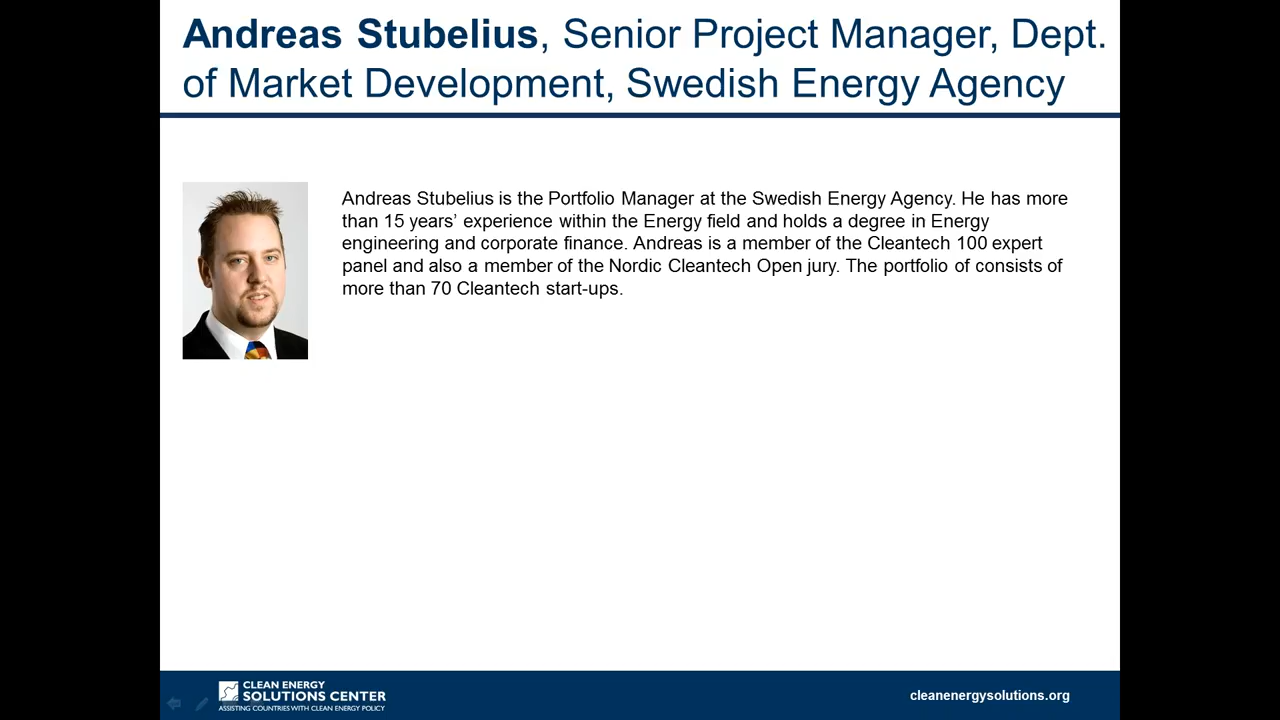 Andreas Stubelius, Senior Project Manager, Dept.
of Market Development, Swedish Energy Agency
Andreas Stubelius is the Portfolio Manager at the Swedish Energy Agency. He has more
than 15 years’ experience within the Energy field and holds a degree in Energy
engineering and corporate finance. Andreas is a member of the Cleantech 100 expert
panel and also a member of the Nordic Cleantech Open jury. The portfolio of consists of
more than 70 Cleantech start-ups.
CLEAN ENERGY
SOLUTIONS CENTER
ASSISTING COUNTRIES WITH CLEAN ENERGY POLICY
cleanenergysolutions.org